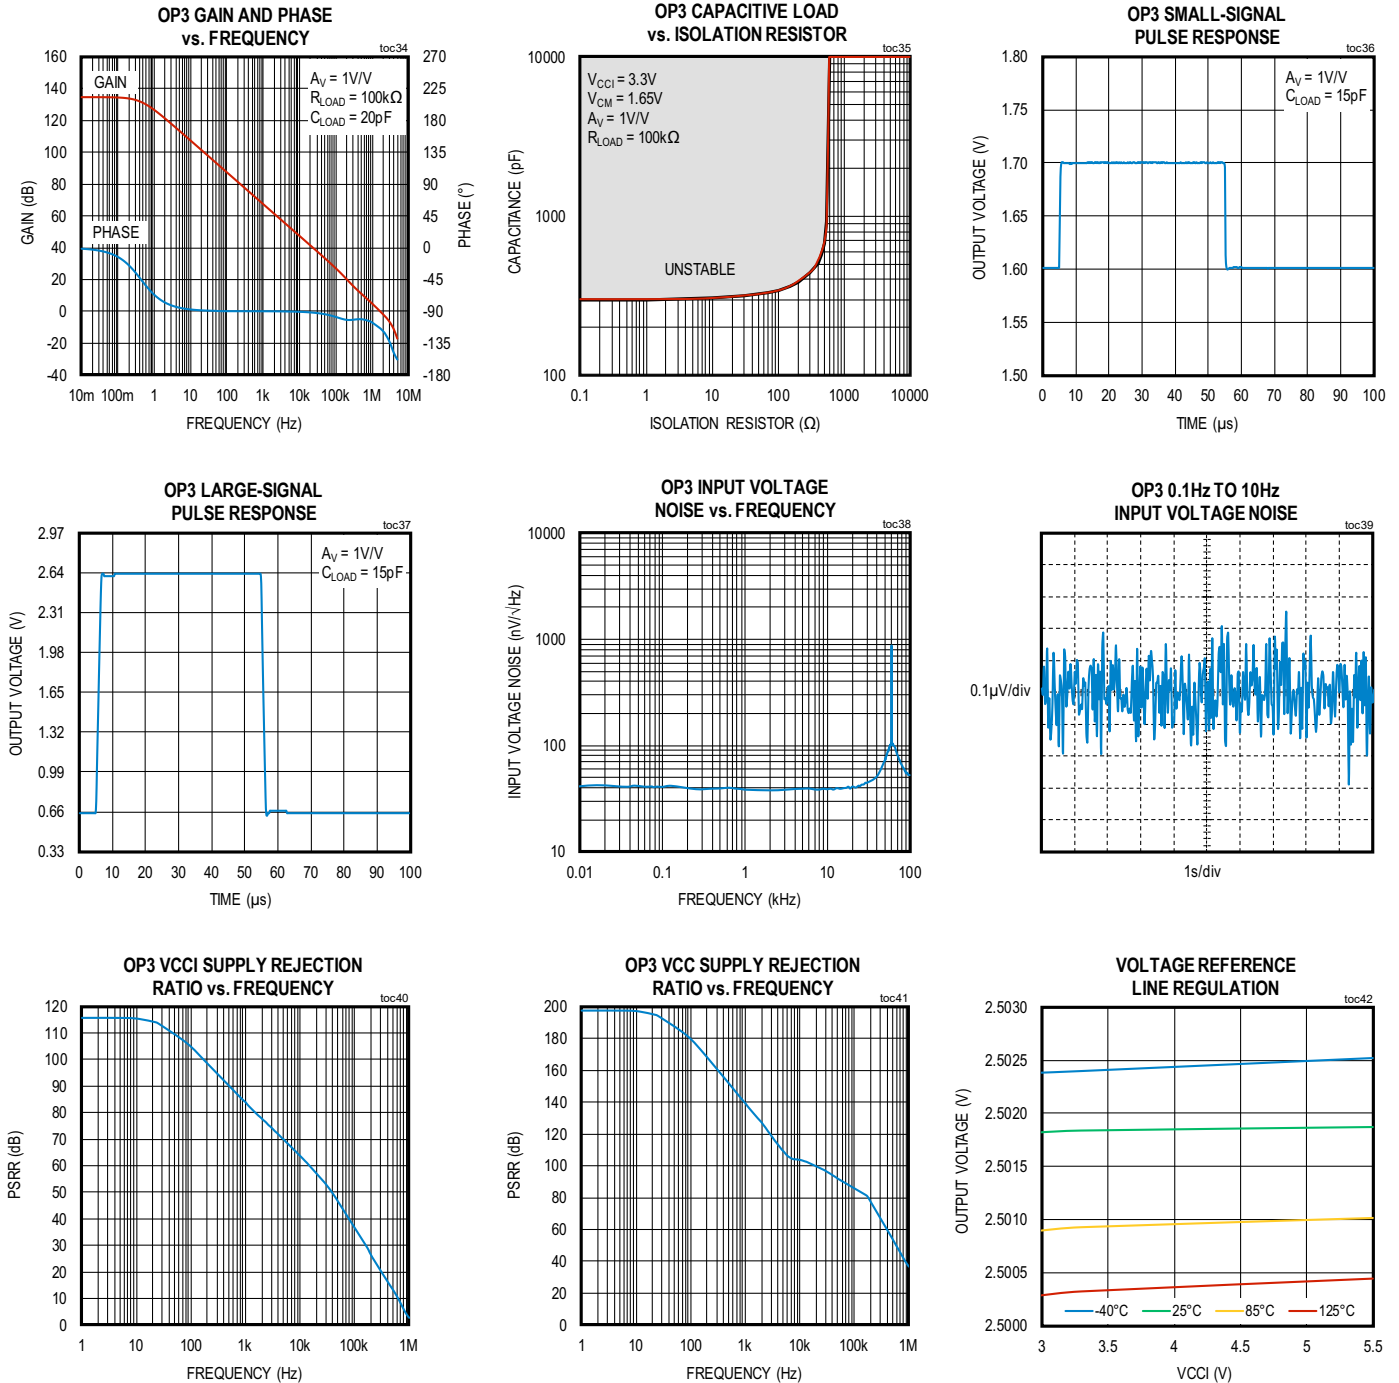 OP3 GAIN AND PHASE
vs. FREQUENCY
toc34
160
140
120
100
80
60
40
20
0
-20
-40
GAIN (dB)
GAIN
PHASE
A_V = 1V/V
R_LOAD = 100kΩ
C_LOAD = 20pF
270
225
180
135
90
45
0
-45
-90
-135
-180
PHASE (°)
10m 100m 1 10 100 1k 10k 100k 1M 10M
FREQUENCY (Hz)
OP3 CAPACITIVE LOAD
vs. ISOLATION RESISTOR
toc35
10000
1000
100
CAPACITANCE (pF)
V_CCI = 3.3V
V_CM = 1.65V
A_V = 1V/V
R_LOAD = 100kΩ
UNSTABLE
0.1 1 10 100 1000 10000
ISOLATION RESISTOR (Ω)
OP3 SMALL-SIGNAL
PULSE RESPONSE
toc36
1.80
1.75
1.70
1.65
1.60
1.55
1.50
OUTPUT VOLTAGE (V)
A_V = 1V/V
C_LOAD = 15pF
0 10 20 30 40 50 60 70 80 90 100
TIME (µs)
OP3 LARGE-SIGNAL
PULSE RESPONSE
toc37
2.97
2.64
2.31
1.98
1.65
1.32
0.99
0.66
0.33
OUTPUT VOLTAGE (V)
A_V = 1V/V
C_LOAD = 15pF
0 10 20 30 40 50 60 70 80 90 100
TIME (µs)
OP3 INPUT VOLTAGE
NOISE vs. FREQUENCY
toc38
10000
1000
100
10
INPUT VOLTAGE NOISE (nV/√Hz)
0.01 0.1 1 10 100
FREQUENCY (kHz)
OP3 0.1Hz TO 10Hz
INPUT VOLTAGE NOISE
toc39
0.1µV/div
1s/div
OP3 VCCI SUPPLY REJECTION
RATIO vs. FREQUENCY
toc40
120
110
100
90
80
70
60
50
40
30
20
10
0
PSRR (dB)
1 10 100 1k 10k 100k 1M
FREQUENCY (Hz)
OP3 VCC SUPPLY REJECTION
RATIO vs. FREQUENCY
toc41
200
180
160
140
120
100
80
60
40
20
0
PSRR (dB)
1 10 100 1k 10k 100k 1M
FREQUENCY (Hz)
VOLTAGE REFERENCE
LINE REGULATION
toc42
2.5030
2.5025
2.5020
2.5015
2.5010
2.5005
2.5000
OUTPUT VOLTAGE (V)
-40°C 25°C 85°C 125°C
3 3.5 4 4.5 5 5.5
VCCI (V)